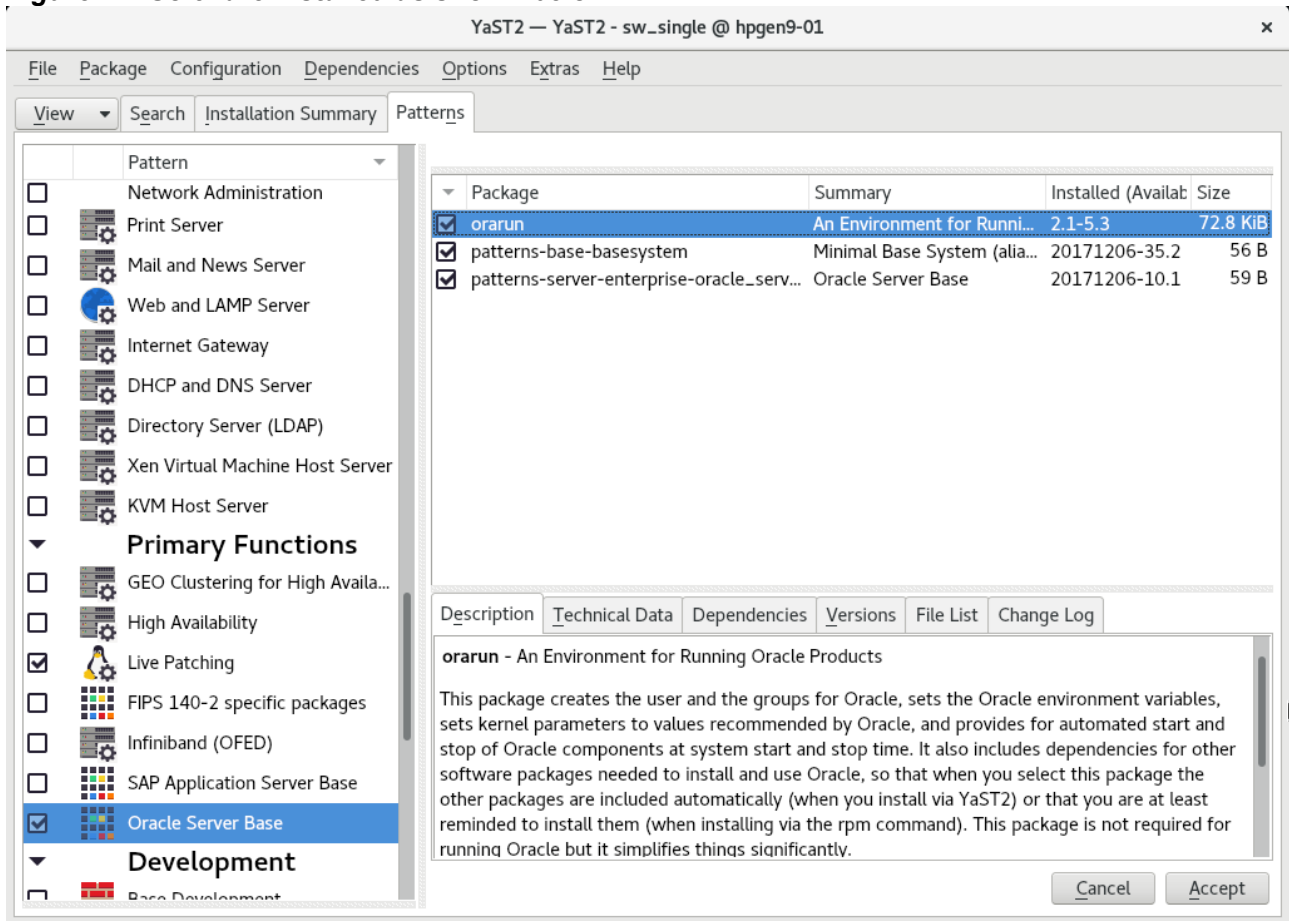 YaST2 — YaST2 - sw_single @ hpgen9-01
×
File Package Configuration Dependencies Options Extras Help
View Search Installation Summary Patterns
Pattern
Network Administration
Print Server
Mail and News Server
Web and LAMP Server
Internet Gateway
DHCP and DNS Server
Directory Server (LDAP)
Xen Virtual Machine Host Server
KVM Host Server
Primary Functions
GEO Clustering for High Availa...
High Availability
Live Patching
FIPS 140-2 specific packages
Infiniband (OFED)
SAP Application Server Base
Oracle Server Base
Development
Base Development
Package Summary Installed (Availab Size
orarun An Environment for Runni... 2.1-5.3 72.8 KiB
patterns-base-basesystem Minimal Base System (alia... 20171206-35.2 56 B
patterns-server-enterprise-oracle_serv... Oracle Server Base 20171206-10.1 59 B
Description Technical Data Dependencies Versions File List Change Log
orarun - An Environment for Running Oracle Products
This package creates the user and the groups for Oracle, sets the Oracle environment variables,
sets kernel parameters to values recommended by Oracle, and provides for automated start and
stop of Oracle components at system start and stop time. It also includes dependencies for other
software packages needed to install and use Oracle, so that when you select this package the
other packages are included automatically (when you install via YaST2) or that you are at least
reminded to install them (when installing via the rpm command). This package is not required for
running Oracle but it simplifies things significantly.
Cancel Accept